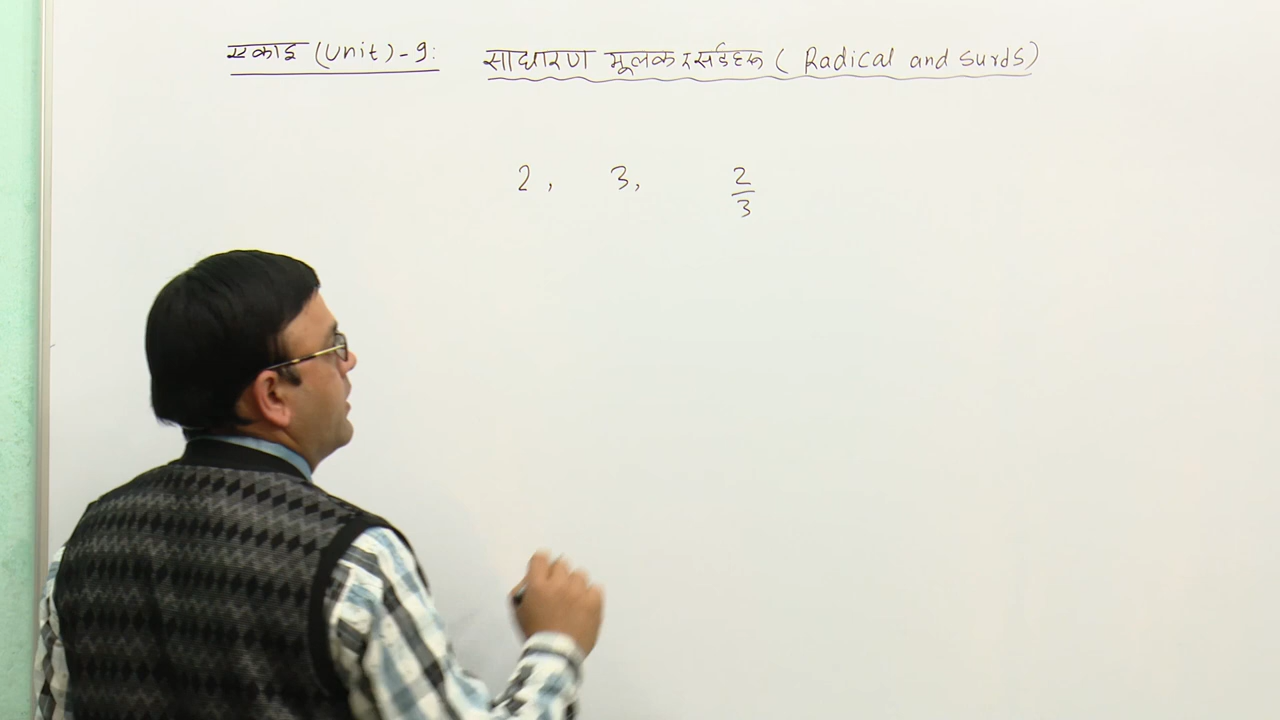 एकाइ (Unit) - 9: साधारण मूलक र सर्डहरू ( Radical and surds)
2, 3, 2/3